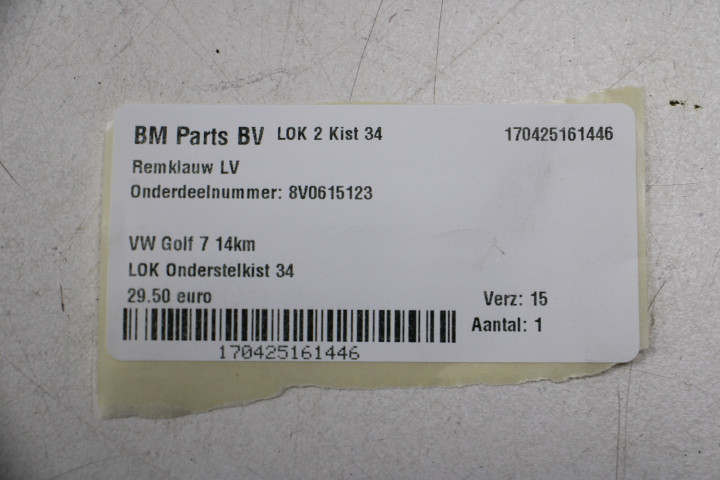 BM Parts BV LOK 2 Kist 34 170425161446
Remklauw LV
Onderdeelnummer: 8V0615123
VW Golf 7 14km
LOK Onderstelkist 34
29.50 euro Verz: 15
Aantal: 1
170425161446